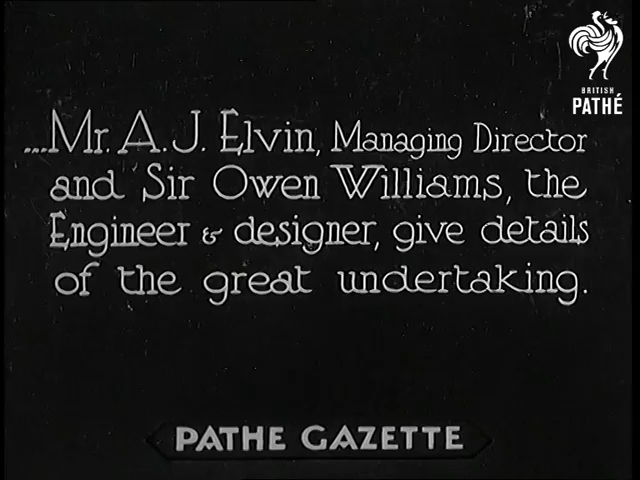 BRITISH
PATHÉ
...Mr. A. J. Elvin, Managing Director
and Sir Owen Williams, the
Engineer & designer, give details
of the great undertaking.
PATHE GAZETTE